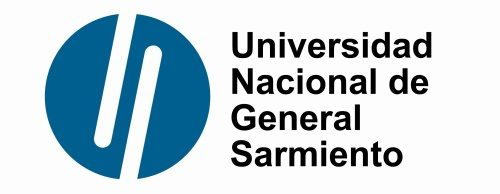 Universidad
Nacional de
General
Sarmiento